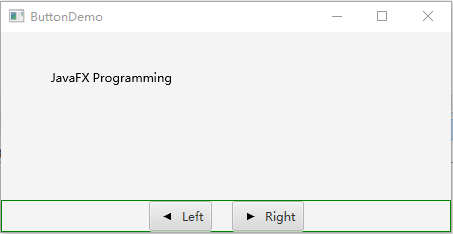 ButtonDemo
JavaFX Programming
Left
Right